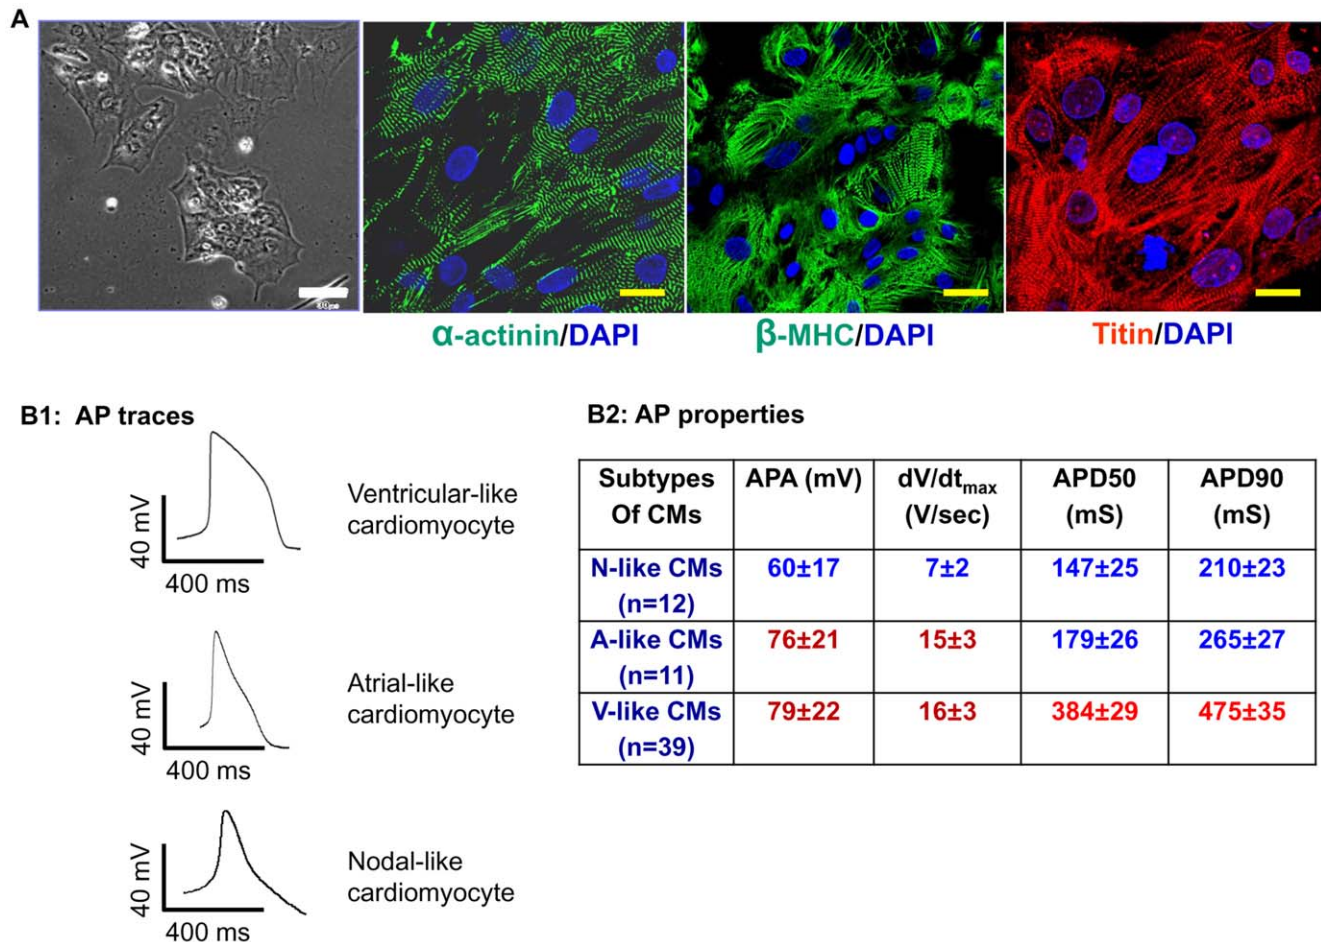 A
α-actinin/DAPI
β-MHC/DAPI
Titin/DAPI
B1: AP traces
40 mV
400 ms
Ventricular-like
cardiomyocyte
40 mV
400 ms
Atrial-like
cardiomyocyte
40 mV
400 ms
Nodal-like
cardiomyocyte
B2: AP properties
Subtypes
Of CMs
APA (mV)
dV/dtmax
(V/sec)
APD50
(mS)
APD90
(mS)
N-like CMs
(n=12)
60±17
7±2
147±25
210±23
A-like CMs
(n=11)
76±21
15±3
179±26
265±27
V-like CMs
(n=39)
79±22
16±3
384±29
475±35